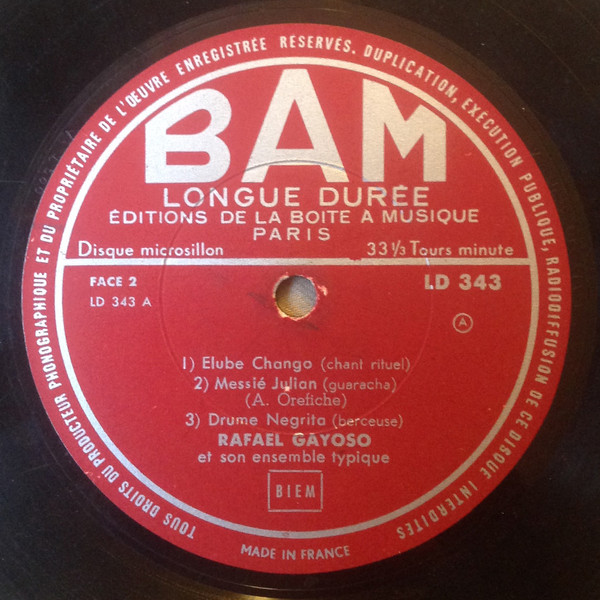 TOUS DROITS DU PRODUCTEUR PHONOGRAPHIQUE ET DU PROPRIÉTAIRE DE L'ŒUVRE ENREGISTRÉE RÉSERVÉS. DUPLICATION, EXÉCUTION PUBLIQUE, RADIODIFFUSION DE CE DISQUE INTERDITES
BAM
LONGUE DURÉE
ÉDITIONS DE LA BOITE A MUSIQUE
PARIS
Disque microsillon 33 1/3 Tours minute
FACE 2 LD 343
LD 343 A
A
1) Elube Chango (chant rituel)
2) Messié Julian (guaracha)
(A. Orefiche)
3) Drume Negrita (berceuse)
RAFAEL GAYOSO
et son ensemble typique
BIEM
MADE IN FRANCE